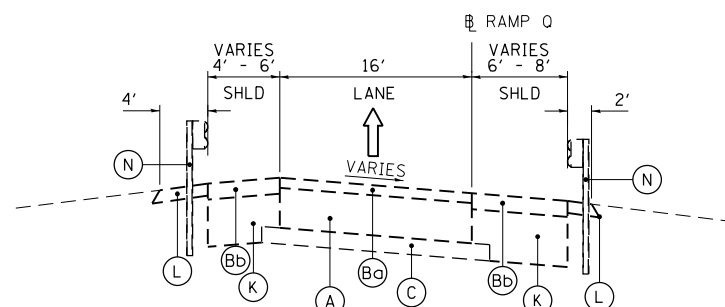 ℄ RAMP Q
VARIES
4' - 6'
16'
VARIES
6' - 8'
4'
SHLD
LANE
SHLD
2'
VARIES
N
N
L
Bb
K
A
Ba
C
Bb
K
L